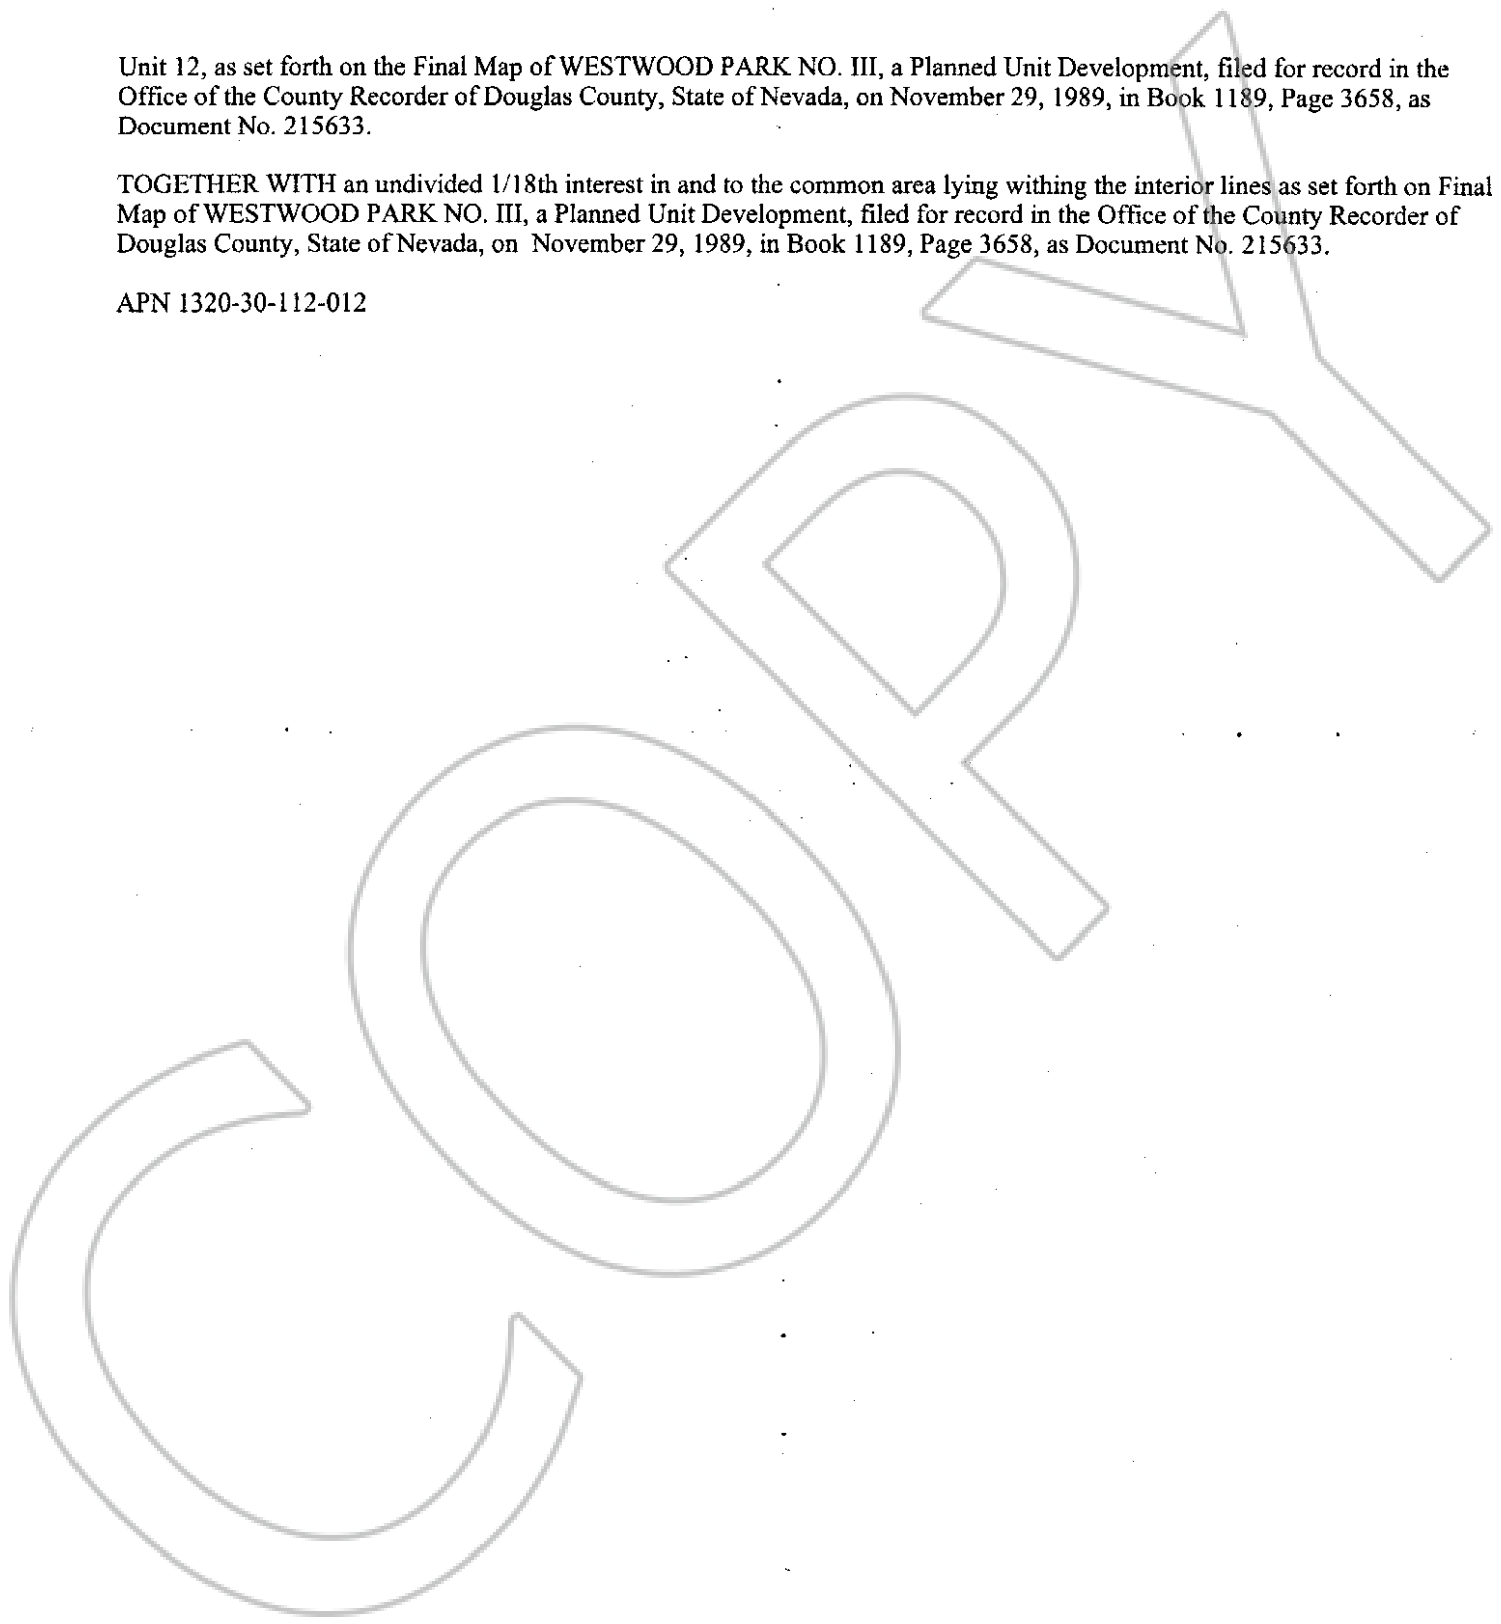 Unit 12, as set forth on the Final Map of WESTWOOD PARK NO. III, a Planned Unit Development, filed for record in the
Office of the County Recorder of Douglas County, State of Nevada, on November 29, 1989, in Book 1189, Page 3658, as
Document No. 215633.
TOGETHER WITH an undivided 1/18th interest in and to the common area lying withing the interior lines as set forth on Final
Map of WESTWOOD PARK NO. III, a Planned Unit Development, filed for record in the Office of the County Recorder of
Douglas County, State of Nevada, on November 29, 1989, in Book 1189, Page 3658, as Document No. 215633.
APN 1320-30-112-012
COPY